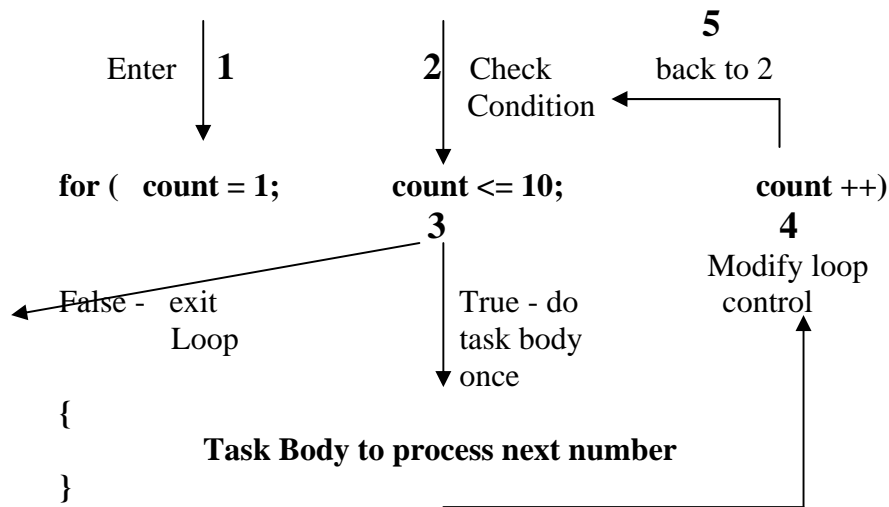 5
Enter 1 2 Check back to 2
Condition
for ( count = 1; count <= 10; count ++)
3 4
Modify loop
False - exit True - do control
Loop task body
once
{
Task Body to process next number
}